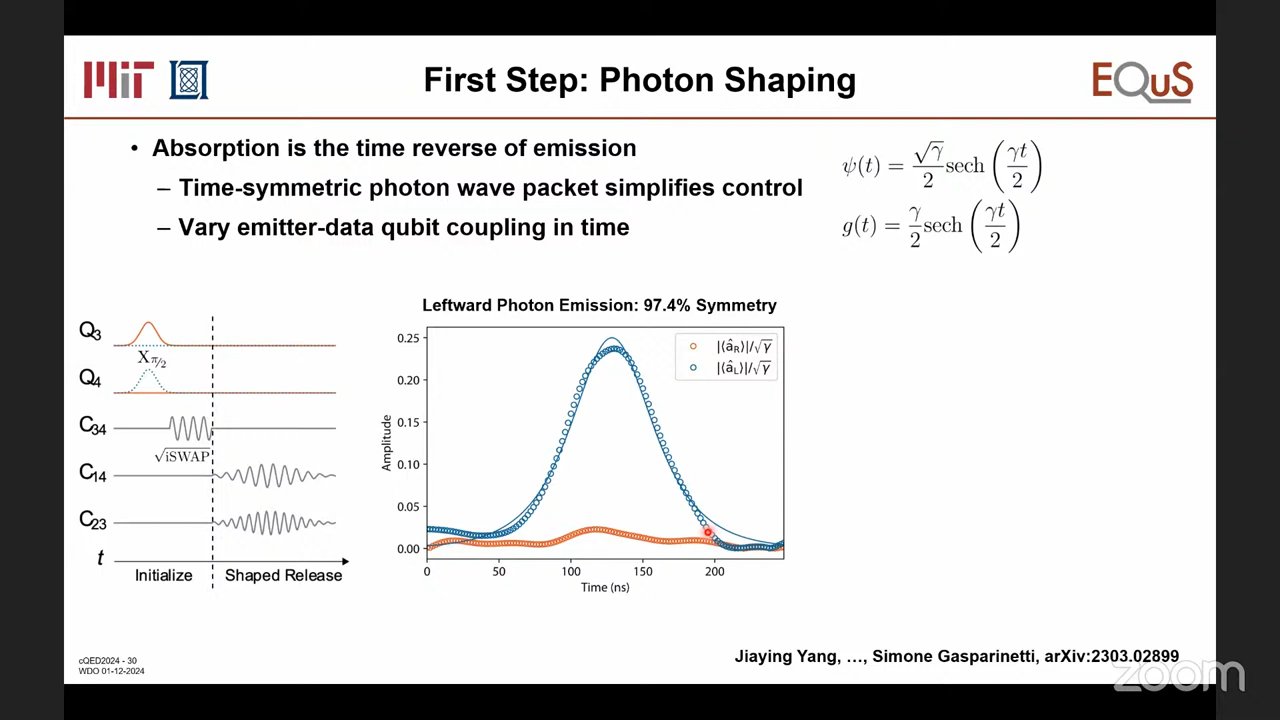 MIT
First Step: Photon Shaping
EQuS
• Absorption is the time reverse of emission
– Time-symmetric photon wave packet simplifies control
– Vary emitter-data qubit coupling in time
ψ(t) = √γ/2 sech (γt/2)
g(t) = γ/2 sech (γt/2)
Q3
Xπ/2
Q4
C34
√iSWAP
C14
C23
t
Initialize
Shaped Release
Leftward Photon Emission: 97.4% Symmetry
|⟨âR⟩|/√γ
|⟨âL⟩|/√γ
0.25
0.20
0.15
0.10
0.05
0.00
Amplitude
0 50 100 150 200
Time (ns)
Jiaying Yang, …, Simone Gasparinetti, arXiv:2303.02899
cQED2024 - 30
WDO 01-12-2024
zoom